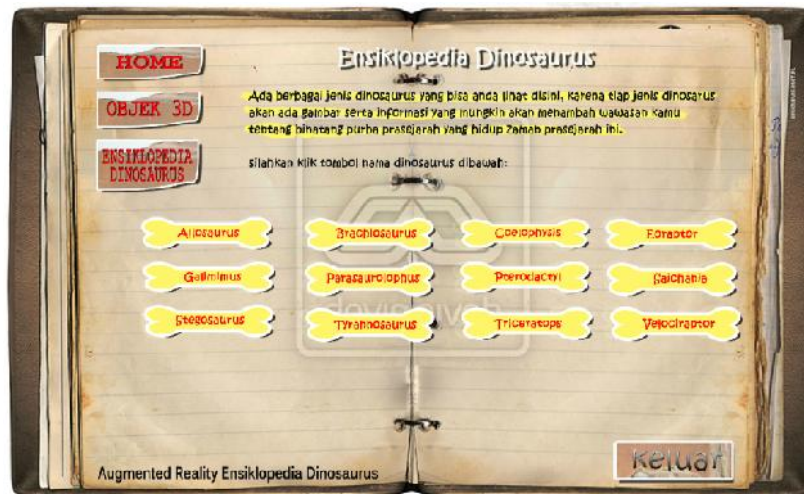 HOME
Ensiklopedia Dinosaurus
OBJEK 3D
Ada berbagai jenis dinosaurus yang bisa anda lihat disini, karena tiap jenis dinosarus
akan ada gambar serta informasi yang mungkin akan menambah wawasan kamu
tentang binatang purba prasejarah yang hidup zaman prasejarah ini.
ENSIKLOPEDIA
DINOSAURUS
silahkan klik tombol nama dinosaurus dibawah:
Allosaurus
Brachiosaurus
Coelophysis
Eoraptor
Gallimimus
Parasaurolophus
Pterodactyl
Saichania
Stegosaurus
Tyrannosaurus
Triceratops
Velociraptor
Keluar
Augmented Reality Ensiklopedia Dinosaurus